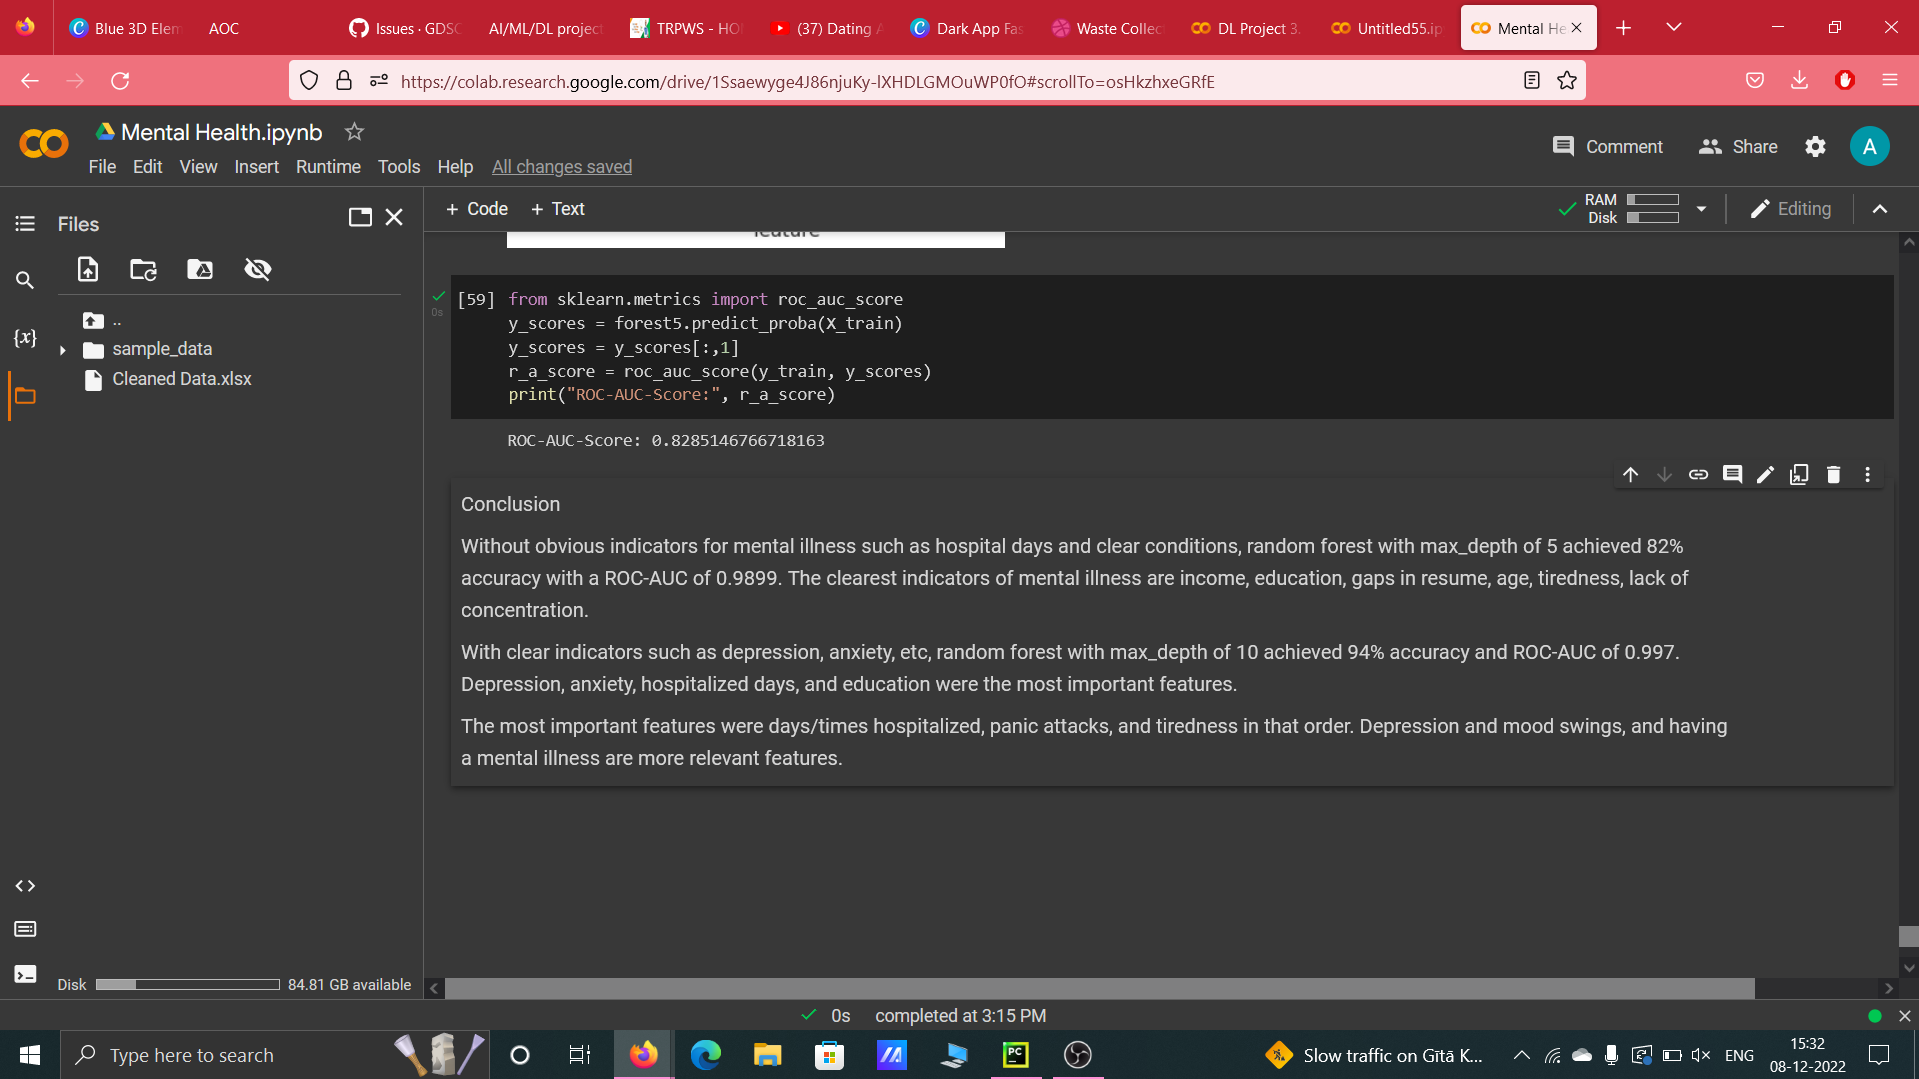 Blue 3D Elem
AOC
Issues · GDSC
AI/ML/DL project
TRPWS - HO
(37) Dating A
Dark App Fas
Waste Collect
DL Project 3.
Untitled55.ip
Mental He
https://colab.research.google.com/drive/1Ssaewyge4J86njuKy-lXHDLGMOuWP0fO#scrollTo=osHkzhxeGRfE
Mental Health.ipynb
Comment
Share
A
File Edit View Insert Runtime Tools Help All changes saved
Files
+ Code + Text
RAM
Disk
Editing
feature
..
sample_data
Cleaned Data.xlsx
{x}
0s
[59] from sklearn.metrics import roc_auc_score
y_scores = forest5.predict_proba(X_train)
y_scores = y_scores[:,1]
r_a_score = roc_auc_score(y_train, y_scores)
print("ROC-AUC-Score:", r_a_score)
ROC-AUC-Score: 0.8285146766718163
Conclusion
Without obvious indicators for mental illness such as hospital days and clear conditions, random forest with max_depth of 5 achieved 82%
accuracy with a ROC-AUC of 0.9899. The clearest indicators of mental illness are income, education, gaps in resume, age, tiredness, lack of
concentration.
With clear indicators such as depression, anxiety, etc, random forest with max_depth of 10 achieved 94% accuracy and ROC-AUC of 0.997.
Depression, anxiety, hospitalized days, and education were the most important features.
The most important features were days/times hospitalized, panic attacks, and tiredness in that order. Depression and mood swings, and having
a mental illness are more relevant features.
Disk 84.81 GB available
0s completed at 3:15 PM
Type here to search
PC
Slow traffic on Gītā K...
ENG
15:32
08-12-2022